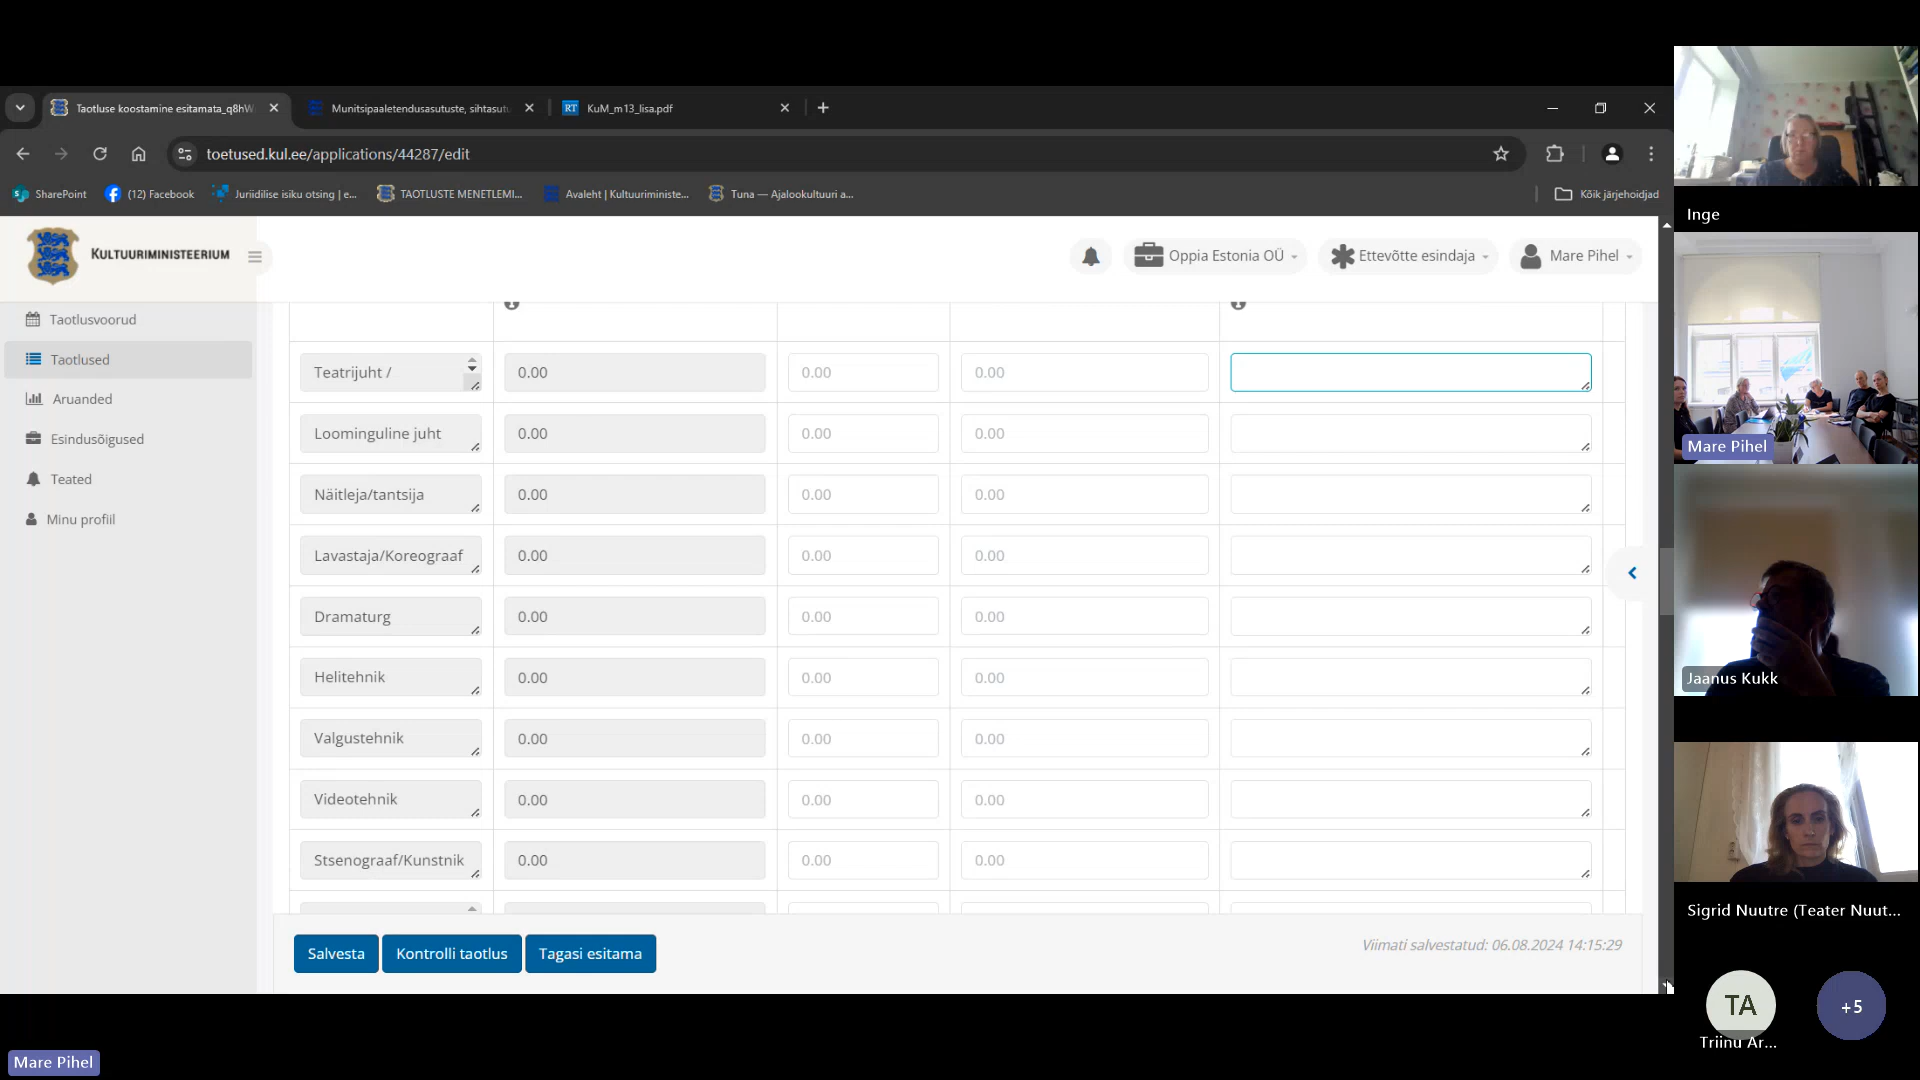 Taotluse koostamine esitamata_q8hW
Munitsipaaletendusasutuste, sihtasutu
RT KuM_m13_lisa.pdf
toetused.kul.ee/applications/44287/edit
SharePoint
(12) Facebook
Juriidilise isiku otsing | e...
TAOTLUSTE MENETLEMI...
Avaleht | Kultuuriministe...
Tuna — Ajalookultuuri a...
Kõik järjehoidjad
KULTUURIMINISTEERIUM
Oppia Estonia OÜ
Ettevõtte esindaja
Mare Pihel
Taotlusvoorud
Taotlused
Aruanded
Esindusõigused
Teated
Minu profiil
Teatrijuht / 0.00 0.00 0.00
Loominguline juht 0.00 0.00 0.00
Näitleja/tantsija 0.00 0.00 0.00
Lavastaja/Koreograaf 0.00 0.00 0.00
Dramaturg 0.00 0.00 0.00
Helitehnik 0.00 0.00 0.00
Valgustehnik 0.00 0.00 0.00
Videotehnik 0.00 0.00 0.00
Stsenograaf/Kunstnik 0.00 0.00 0.00
Salvesta
Kontrolli taotlus
Tagasi esitama
Viimati salvestatud: 06.08.2024 14:15:29
Inge
Mare Pihel
Jaanus Kukk
Sigrid Nuutre (Teater Nuut...
TA
+5
Triinu Ar...
Mare Pihel